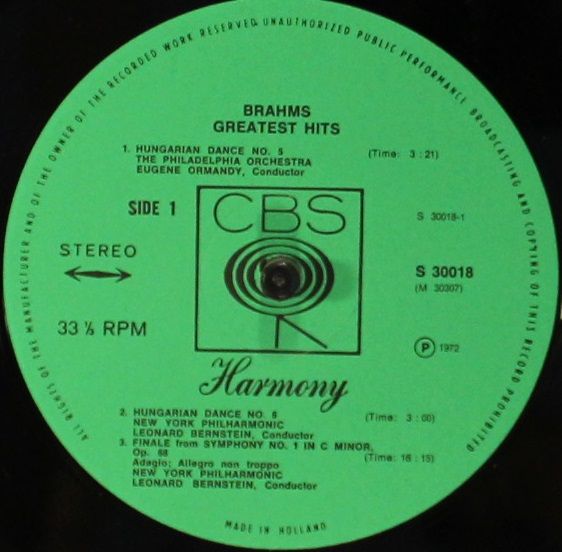 ALL RIGHTS OF THE MANUFACTURER AND OF THE OWNER OF THE RECORDED WORK RESERVED UNAUTHORIZED PUBLIC PERFORMANCE BROADCASTING AND COPYING OF THIS RECORD PROHIBITED
BRAHMS
GREATEST HITS
1. HUNGARIAN DANCE NO. 5 (Time: 3 : 21)
THE PHILADELPHIA ORCHESTRA
EUGENE ORMANDY, Conductor
SIDE 1
CBS
S 30018-1
STEREO
S 30018
(M 30307)
33 ⅓ RPM
Ⓟ 1972
Harmony
2. HUNGARIAN DANCE NO. 6 (Time: 3 : 00)
NEW YORK PHILHARMONIC
LEONARD BERNSTEIN, Conductor
3. FINALE from SYMPHONY NO. 1 IN C MINOR,
Op. 68 (Time: 16 : 15)
Adagio; Allegro non troppo
NEW YORK PHILHARMONIC
LEONARD BERNSTEIN, Conductor
MADE IN HOLLAND